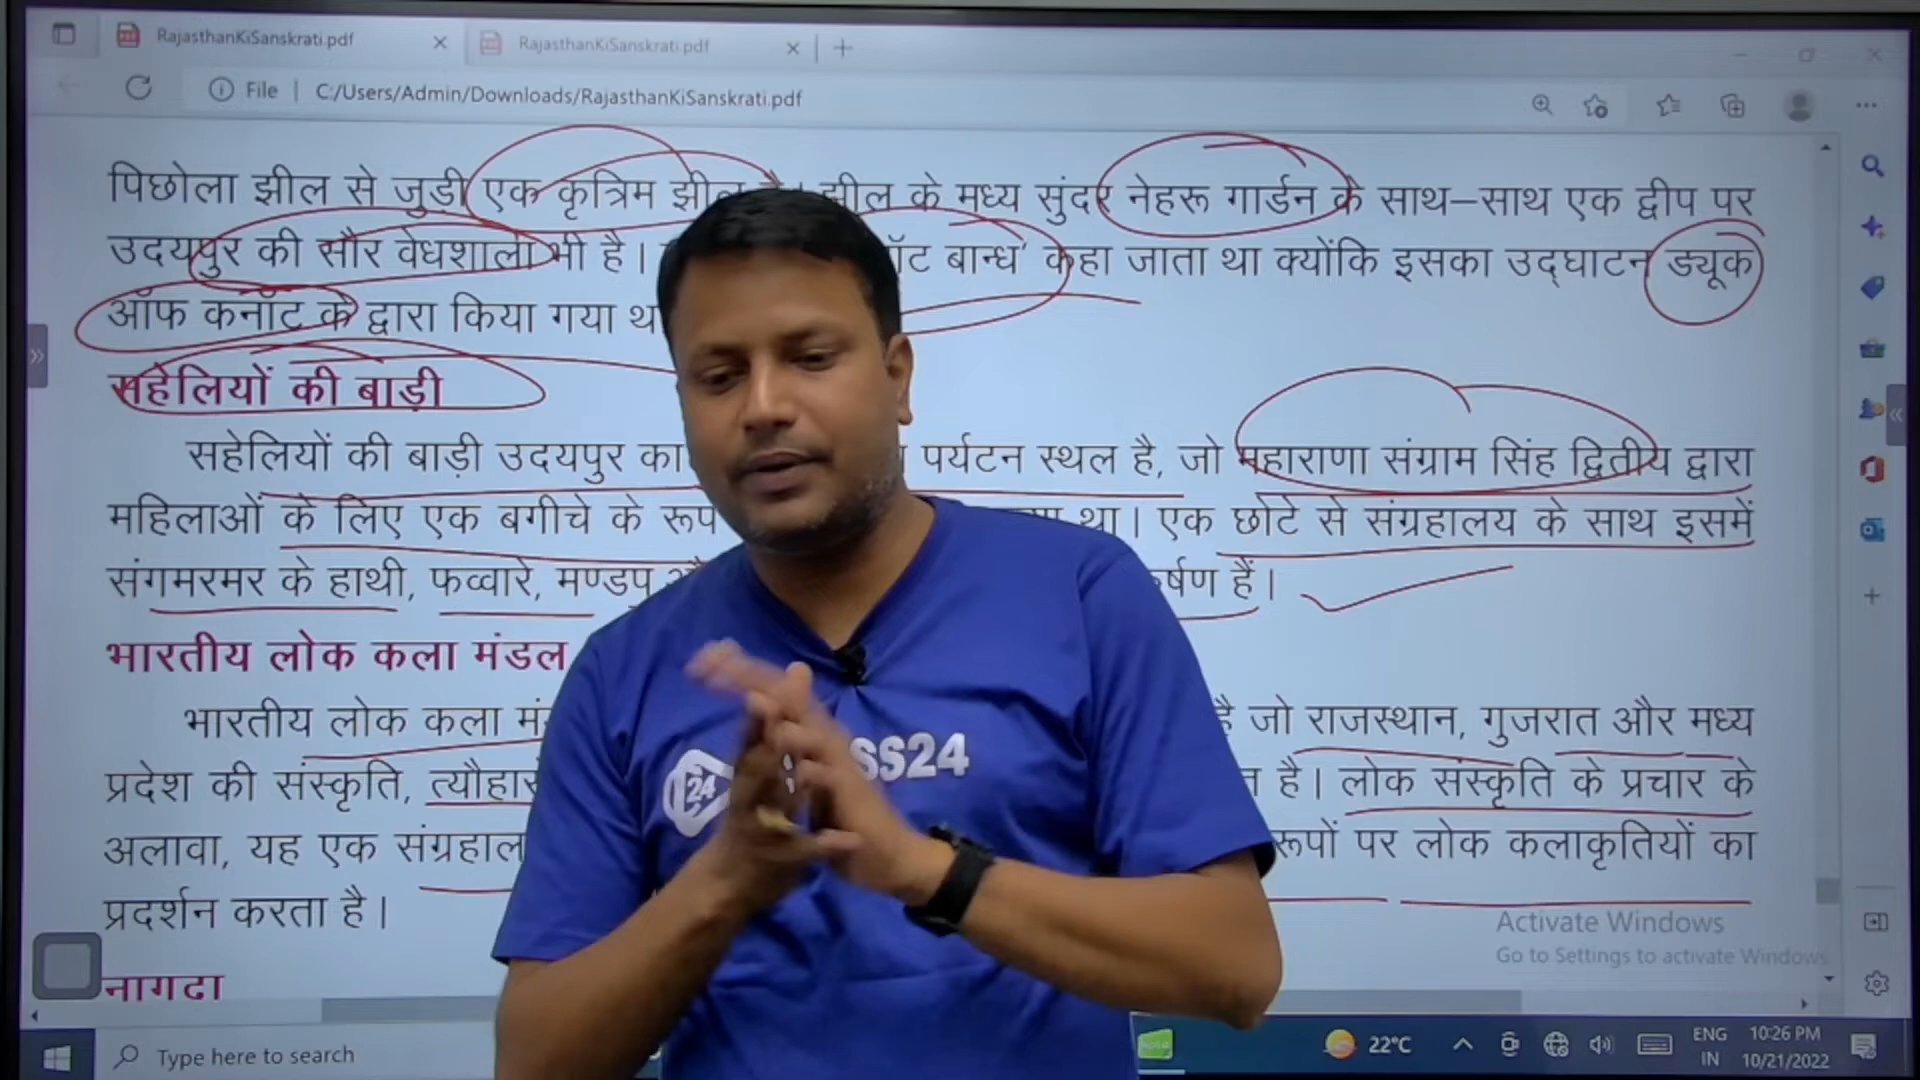 RajasthanKiSanskrati.pdf
RajasthanKiSanskrati.pdf
File | C:/Users/Admin/Downloads/RajasthanKiSanskrati.pdf
पिछोला झील से जुड़ी एक कृत्रिम झील झील के मध्य सुंदर नेहरू गार्डन के साथ–साथ एक द्वीप पर
उदयपुर की सौर वेधशाला भी है। बान्ध' कहा जाता था क्योंकि इसका उद्घाटन ड्यूक
ऑफ कनॉट के द्वारा किया गया
सहेलियों की बाड़ी
सहेलियों की बाड़ी उदयपुर का पर्यटन स्थल है, जो महाराणा संग्राम सिंह द्वितीय द्वारा
महिलाओं के लिए एक बगीचे के रूप था। एक छोटे से संग्रहालय के साथ इसमें
संगमरमर के हाथी, फव्वारे, मण्डप हैं।
भारतीय लोक कला मंडल
भारतीय लोक कला है जो राजस्थान, गुजरात और मध्य
प्रदेश की संस्कृति, है। लोक संस्कृति के प्रचार के
अलावा, यह एक रूपों पर लोक कलाकृतियों का
प्रदर्शन करता है।
नागदा
24
SS24
Activate Windows
Go to Settings to activate Windows
Type here to search
22°C
ENG
IN
10:26 PM
10/21/2022